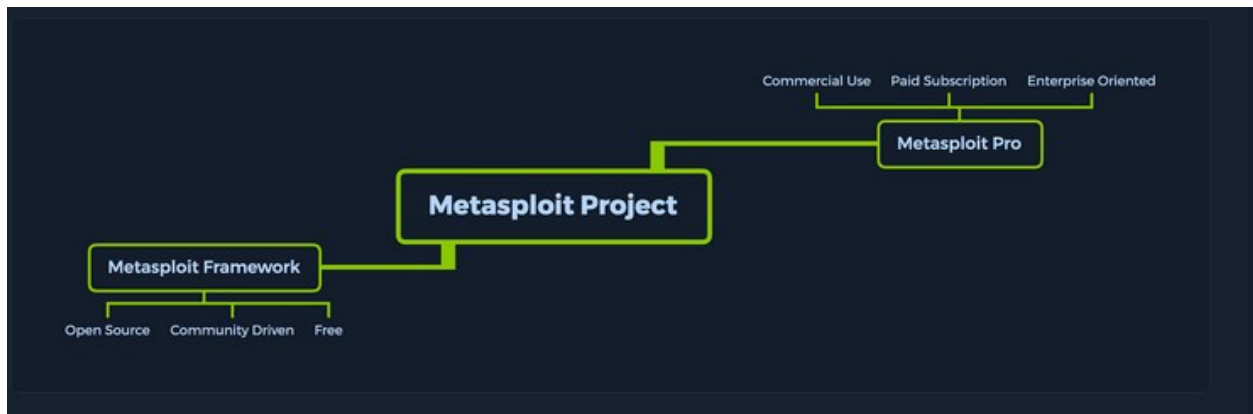 Commercial Use Paid Subscription Enterprise Oriented
Metasploit Pro
Metasploit Project
Metasploit Framework
Open Source Community Driven Free